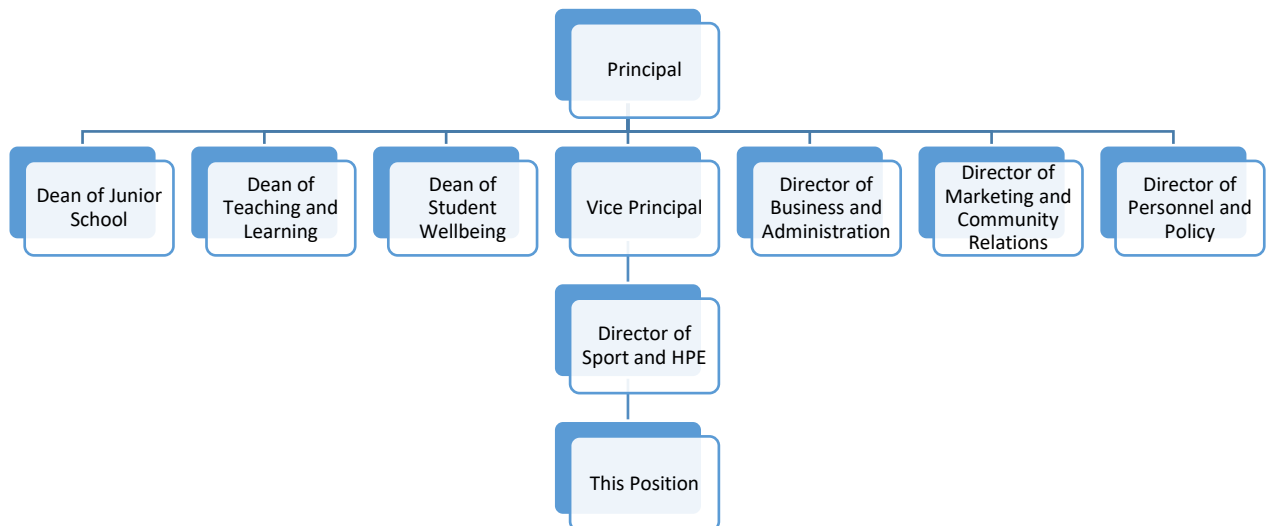 Principal
Dean of Junior
School
Dean of
Teaching and
Learning
Dean of
Student
Wellbeing
Vice Principal
Director of
Business and
Administration
Director of
Marketing and
Community
Relations
Director of
Personnel and
Policy
Director of
Sport and HPE
This Position